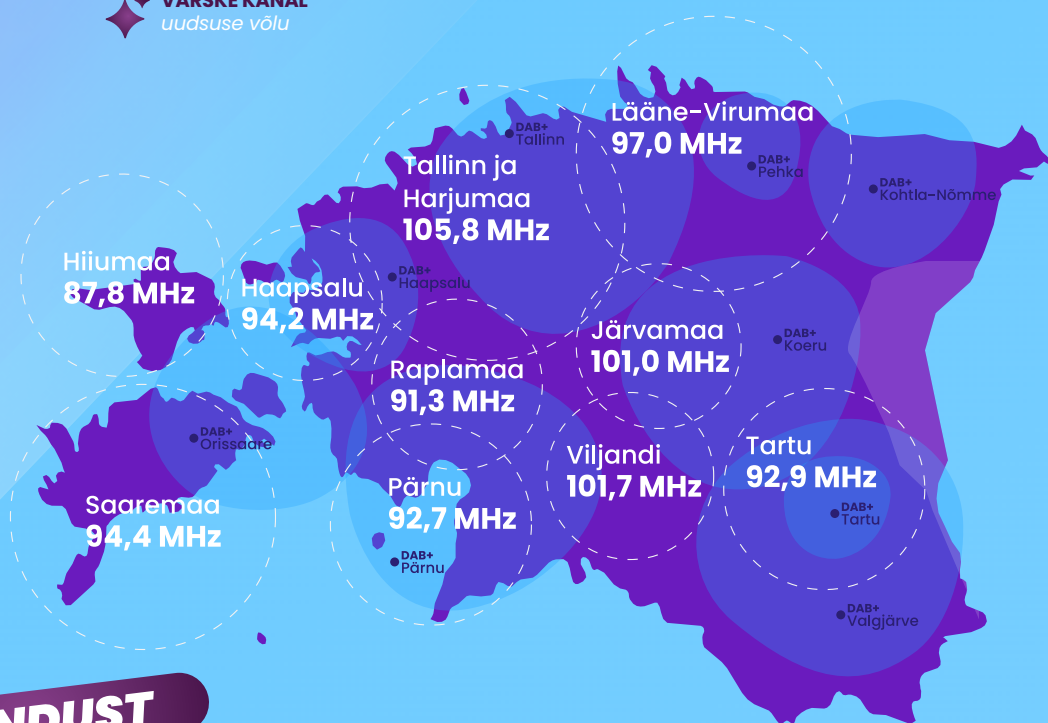 VÄRSKE KANAL
uudsuse võlu
Lääne-Virumaa
97,0 MHz
DAB+
Tallinn
DAB+
Pehka
Tallinn ja
Harjumaa
105,8 MHz
DAB+
Kohtla-Nõmme
Hiiumaa
87,8 MHz
DAB+
Haapsalu
Haapsalu
94,2 MHz
Järvamaa
101,0 MHz
DAB+
Koeru
Raplamaa
91,3 MHz
DAB+
Orissaare
Viljandi
101,7 MHz
Tartu
92,9 MHz
Pärnu
92,7 MHz
Saaremaa
94,4 MHz
DAB+
Tartu
DAB+
Pärnu
DAB+
Valgjärve